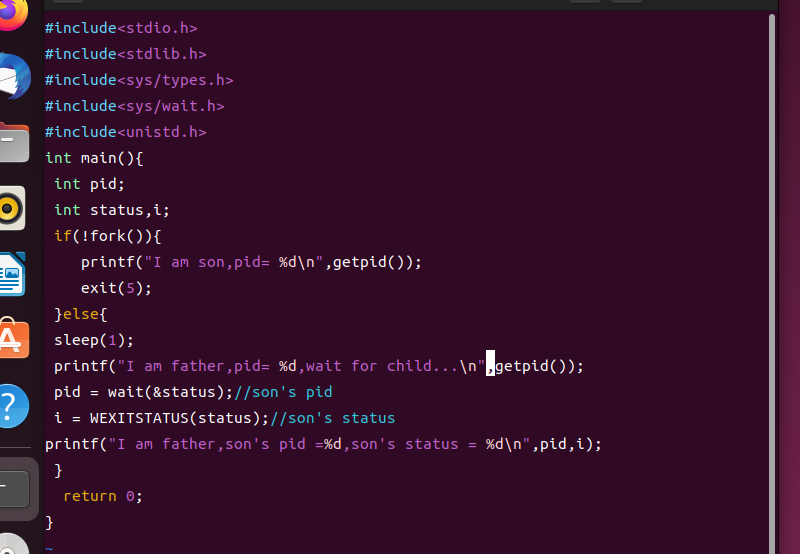 #include<stdio.h>
#include<stdlib.h>
#include<sys/types.h>
#include<sys/wait.h>
#include<unistd.h>
int main(){
 int pid;
 int status,i;
 if(!fork()){
    printf("I am son,pid= %d\n",getpid());
    exit(5);
 }else{
 sleep(1);
 printf("I am father,pid= %d,wait for child...\n",getpid());
 pid = wait(&status);//son's pid
 i = WEXITSTATUS(status);//son's status
printf("I am father,son's pid =%d,son's status = %d\n",pid,i);
 }
  return 0;
}
~